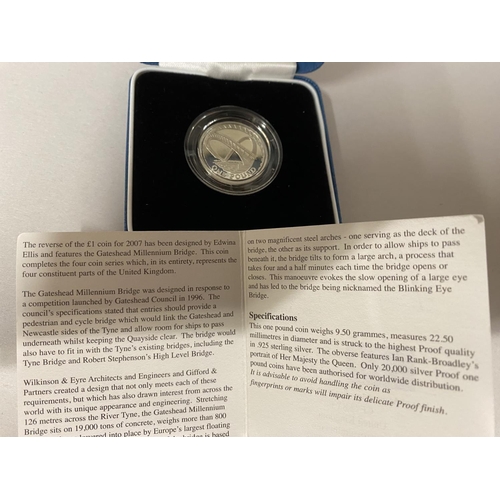 ONE POUND
The reverse of the £1 coin for 2007 has been designed by Edwina
Ellis and features the Gateshead Millennium Bridge. This coin
completes the four coin series which, in its entirety, represents the
four constituent parts of the United Kingdom.
The Gateshead Millennium Bridge was designed in response to
a competition launched by Gateshead Council in 1996. The
council's specifications stated that entries should provide a
pedestrian and cycle bridge which would link the Gateshead and
Newcastle sides of the Tyne and allow room for ships to pass
underneath whilst keeping the Quayside clear. The bridge would
also have to fit in with the Tyne's existing bridges, including the
Tyne Bridge and Robert Stephenson's High Level Bridge.
Wilkinson & Eyre Architects and Engineers and Gifford &
Partners created a design that not only meets each of these
requirements, but which has also drawn interest from across the
world with its unique appearance and engineering. Stretching
126 metres across the River Tyne, the Gateshead Millennium
Bridge sits on 19,000 tons of concrete, weighs more than 800
into place by Europe's largest floating
bridge is based
on two magnificent steel arches - one serving as the deck of the
bridge, the other as its support. In order to allow ships to pass
beneath it, the bridge tilts to form a large arch, a process that
takes four and a half minutes each time the bridge opens or
closes. This manoeuvre evokes the slow opening of a large eye
and has led to the bridge being nicknamed the Blinking Eye
Bridge.
Specifications
This one pound coin weighs 9.50 grammes, measures 22.50
millimetres in diameter and is struck to the highest Proof quality
in .925 sterling silver. The obverse features Ian Rank-Broadley's
portrait of Her Majesty the Queen. Only 20,000 silver Proof one
pound coins have been authorised for worldwide distribution.
It is advisable to avoid handling the coin as
fingerprints or marks will impair its delicate Proof finish.